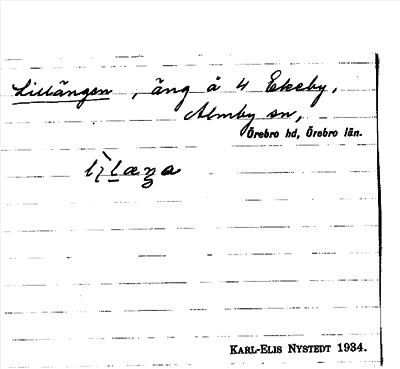 Lillängen, äng å 4 Ekeby,
Almby sn,
Örebro hd, Örebro län.
KARL-ELIS NYSTEDT 1934.